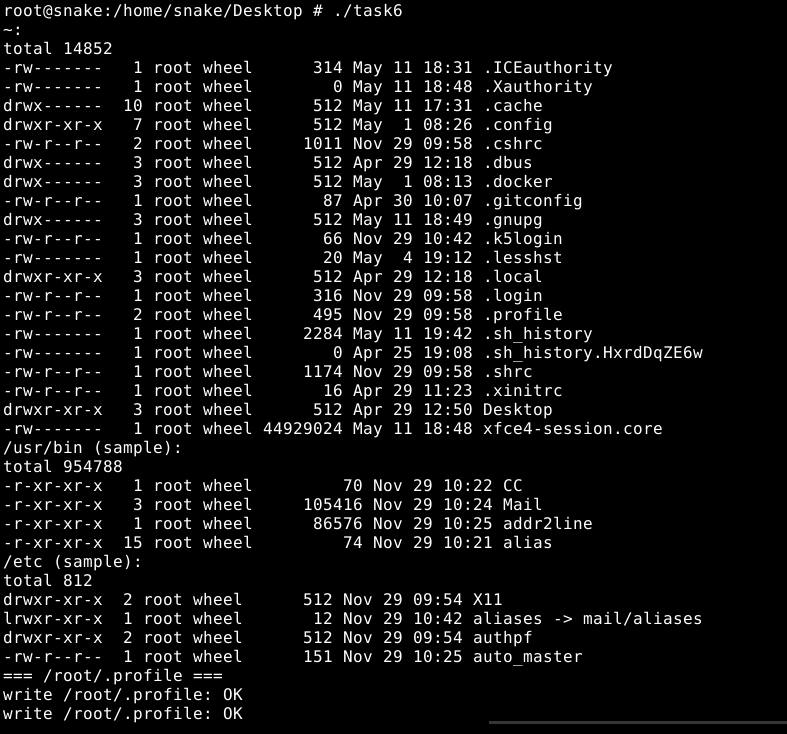 root@snake:/home/snake/Desktop # ./task6
~:
total 14852
-rw-------   1 root wheel      314 May 11 18:31 .ICEauthority
-rw-------   1 root wheel        0 May 11 18:48 .Xauthority
drwx------  10 root wheel      512 May 11 17:31 .cache
drwxr-xr-x   7 root wheel      512 May  1 08:26 .config
-rw-r--r--   2 root wheel     1011 Nov 29 09:58 .cshrc
drwx------   3 root wheel      512 Apr 29 12:18 .dbus
drwx------   3 root wheel      512 May  1 08:13 .docker
-rw-r--r--   1 root wheel       87 Apr 30 10:07 .gitconfig
drwx------   3 root wheel      512 May 11 18:49 .gnupg
-rw-r--r--   1 root wheel       66 Nov 29 10:42 .k5login
-rw-------   1 root wheel       20 May  4 19:12 .lesshst
drwxr-xr-x   3 root wheel      512 Apr 29 12:18 .local
-rw-r--r--   1 root wheel      316 Nov 29 09:58 .login
-rw-r--r--   2 root wheel      495 Nov 29 09:58 .profile
-rw-------   1 root wheel     2284 May 11 19:42 .sh_history
-rw-------   1 root wheel        0 Apr 25 19:08 .sh_history.HxrdDqZE6w
-rw-r--r--   1 root wheel     1174 Nov 29 09:58 .shrc
-rw-r--r--   1 root wheel       16 Apr 29 11:23 .xinitrc
drwxr-xr-x   3 root wheel      512 Apr 29 12:50 Desktop
-rw-------   1 root wheel 44929024 May 11 18:48 xfce4-session.core
/usr/bin (sample):
total 954788
-r-xr-xr-x   1 root wheel         70 Nov 29 10:22 CC
-r-xr-xr-x   3 root wheel     105416 Nov 29 10:24 Mail
-r-xr-xr-x   1 root wheel      86576 Nov 29 10:25 addr2line
-r-xr-xr-x  15 root wheel         74 Nov 29 10:21 alias
/etc (sample):
total 812
drwxr-xr-x  2 root wheel      512 Nov 29 09:54 X11
lrwxr-xr-x  1 root wheel       12 Nov 29 10:42 aliases -> mail/aliases
drwxr-xr-x  2 root wheel      512 Nov 29 09:54 authpf
-rw-r--r--  1 root wheel      151 Nov 29 10:25 auto_master
=== /root/.profile ===
write /root/.profile: OK
write /root/.profile: OK